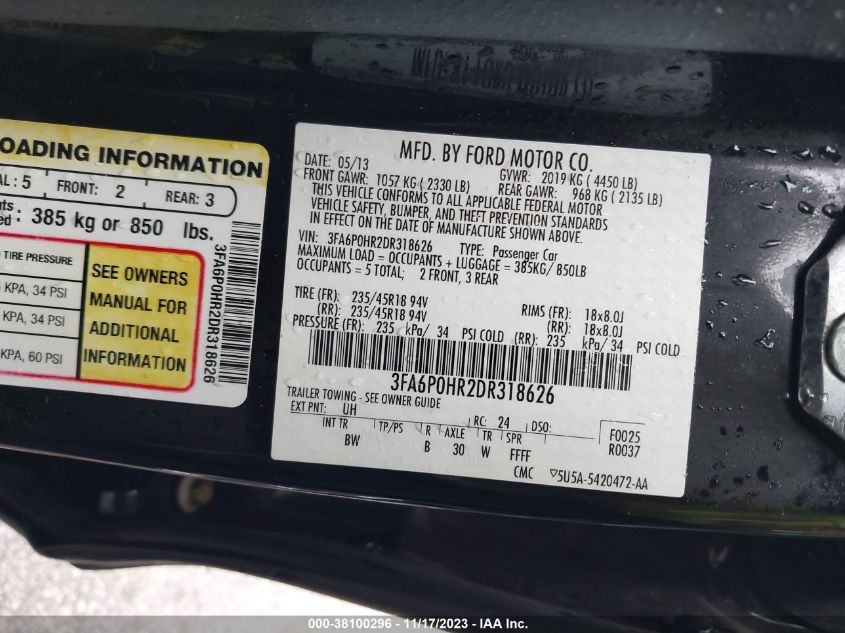 OADING INFORMATION
AL: 5 FRONT: 2 REAR: 3
nts
ed: 385 kg or 850 lbs.
TIRE PRESSURE
KPA, 34 PSI
KPA, 34 PSI
KPA, 60 PSI
SEE OWNERS
MANUAL FOR
ADDITIONAL
INFORMATION
3FA6P0HR2DR318626
MFD. BY FORD MOTOR CO.
DATE: 05/13 GVWR: 2019 KG ( 4450 LB)
FRONT GAWR: 1057 KG ( 2330 LB) REAR GAWR: 968 KG ( 2135 LB)
THIS VEHICLE CONFORMS TO ALL APPLICABLE FEDERAL MOTOR
VEHICLE SAFETY, BUMPER, AND THEFT PREVENTION STANDARDS
IN EFFECT ON THE DATE OF MANUFACTURE SHOWN ABOVE.
VIN: 3FA6P0HR2DR318626 TYPE: Passenger Car
MAXIMUM LOAD = OCCUPANTS + LUGGAGE = 385KG/ 850LB
OCCUPANTS = 5 TOTAL; 2 FRONT, 3 REAR
TIRE (FR): 235/45R18 94V RIMS (FR): 18x8.0J
(RR): 235/45R18 94V (RR): 18x8.0J
PRESSURE (FR): 235 kPa/ 34 PSI COLD (RR): 235 kPa/ 34 PSI COLD
3FA6P0HR2DR318626
TRAILER TOWING - SEE OWNER GUIDE
EXT PNT: UH RC: 24 DSO: F0025
INT TR TP/PS R AXLE TR SPR R0037
BW B 30 W FFFF
CMC 5U5A-5420472-AA
000-38100296 - 11/17/2023 - IAA Inc.